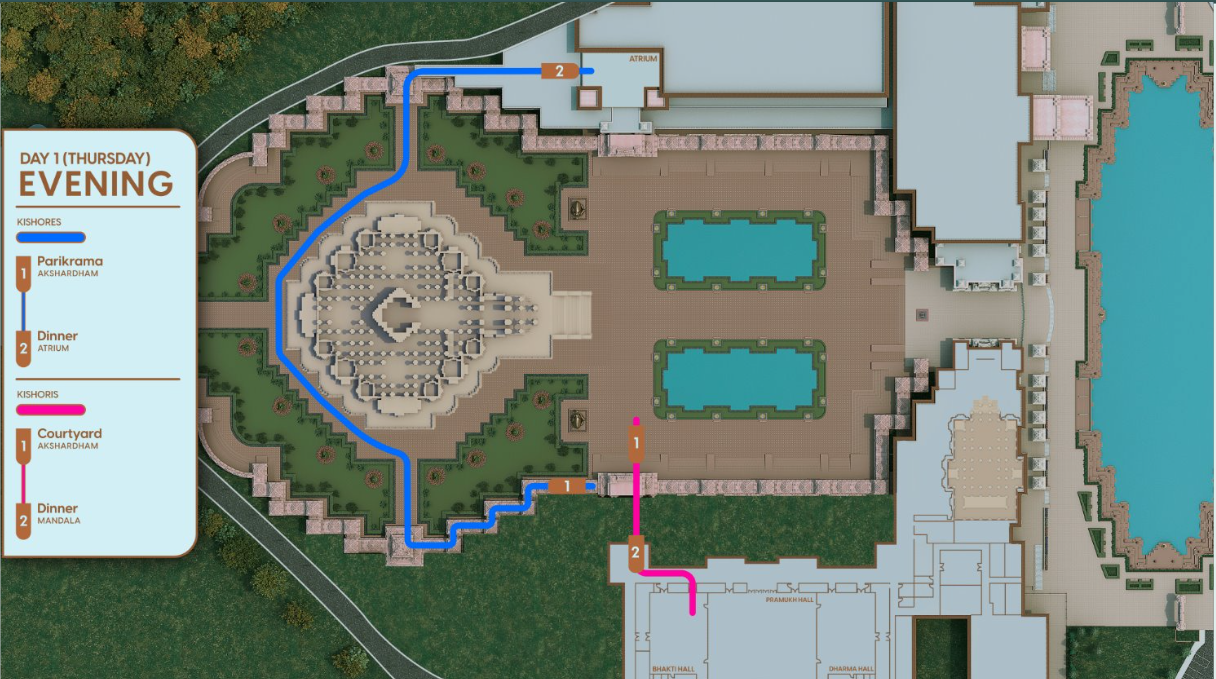 DAY 1 (THURSDAY)
EVENING
KISHORES
1
Parikrama
AKSHARDHAM
2
Dinner
ATRIUM
KISHORIS
1
Courtyard
AKSHARDHAM
2
Dinner
MANDALA
ATRIUM
2
1
1
2
PRAMUKH HALL
BHAKTI HALL
DHARMA HALL